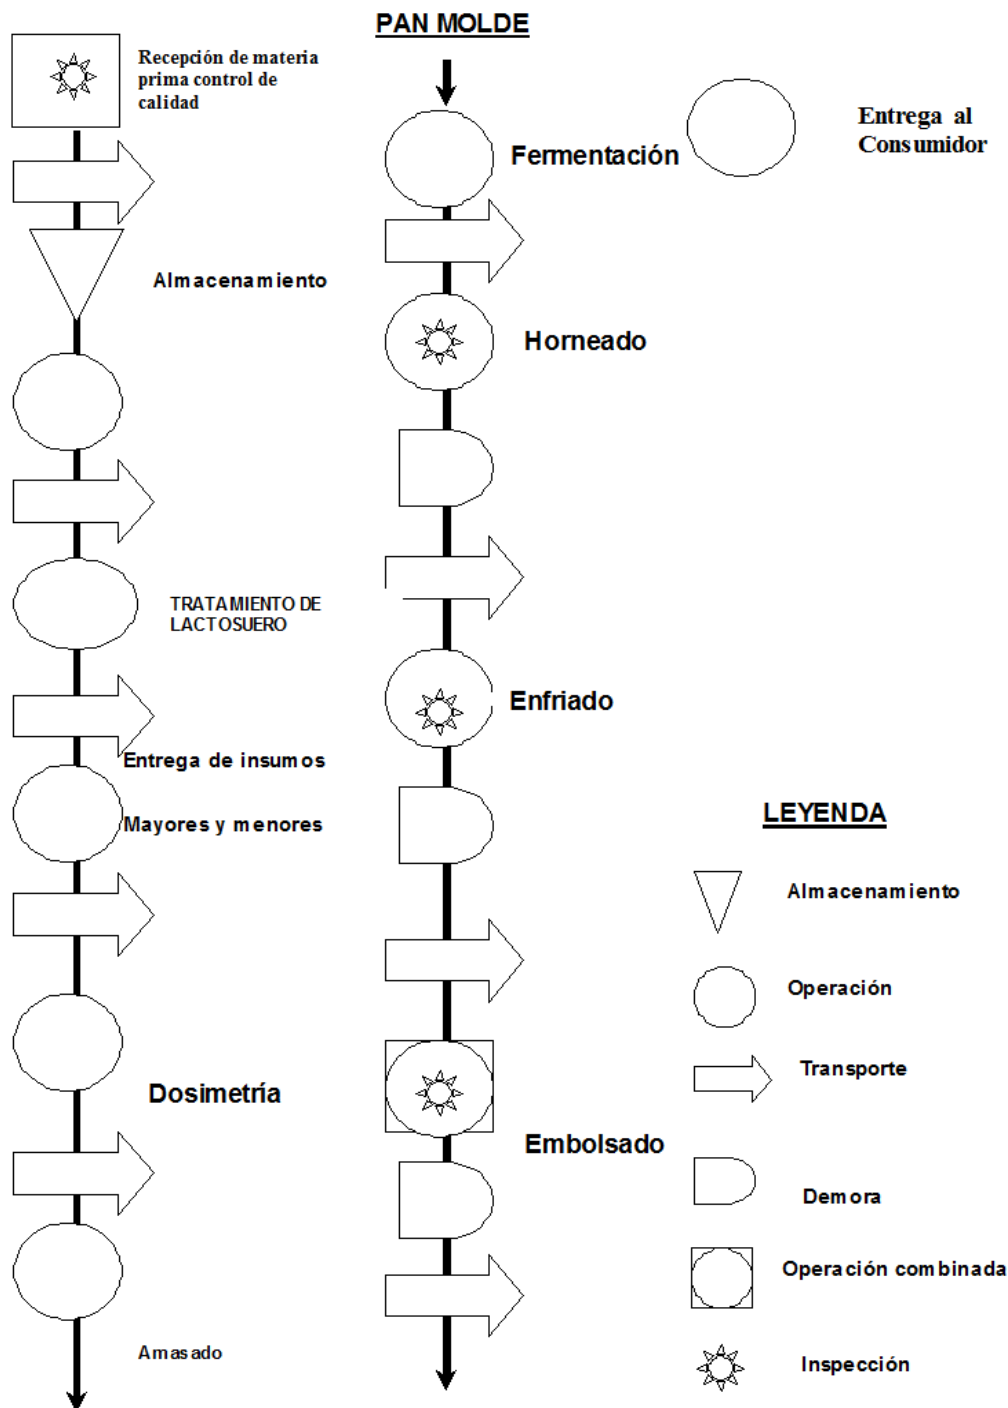 PAN MOLDE
Recepción de materia
prima control de
calidad
Almacenamiento
TRATAMIENTO DE
LACTOSUERO
Entrega de insumos
Mayores y menores
Dosimetría
Amasado
Fermentación
Horneado
Enfriado
Embolsado
Entrega al
Consumidor
LEYENDA
Almacenamiento
Operación
Transporte
Demora
Operación combinada
Inspección